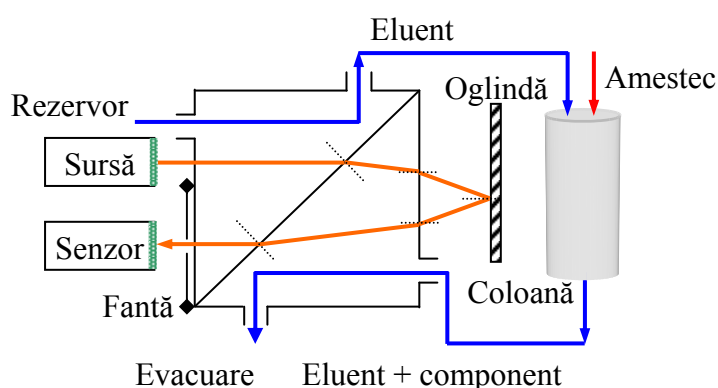 Eluent
Oglindă
Amestec
Rezervor
Sursă
Senzor
Fantă
Coloană
Evacuare
Eluent + component